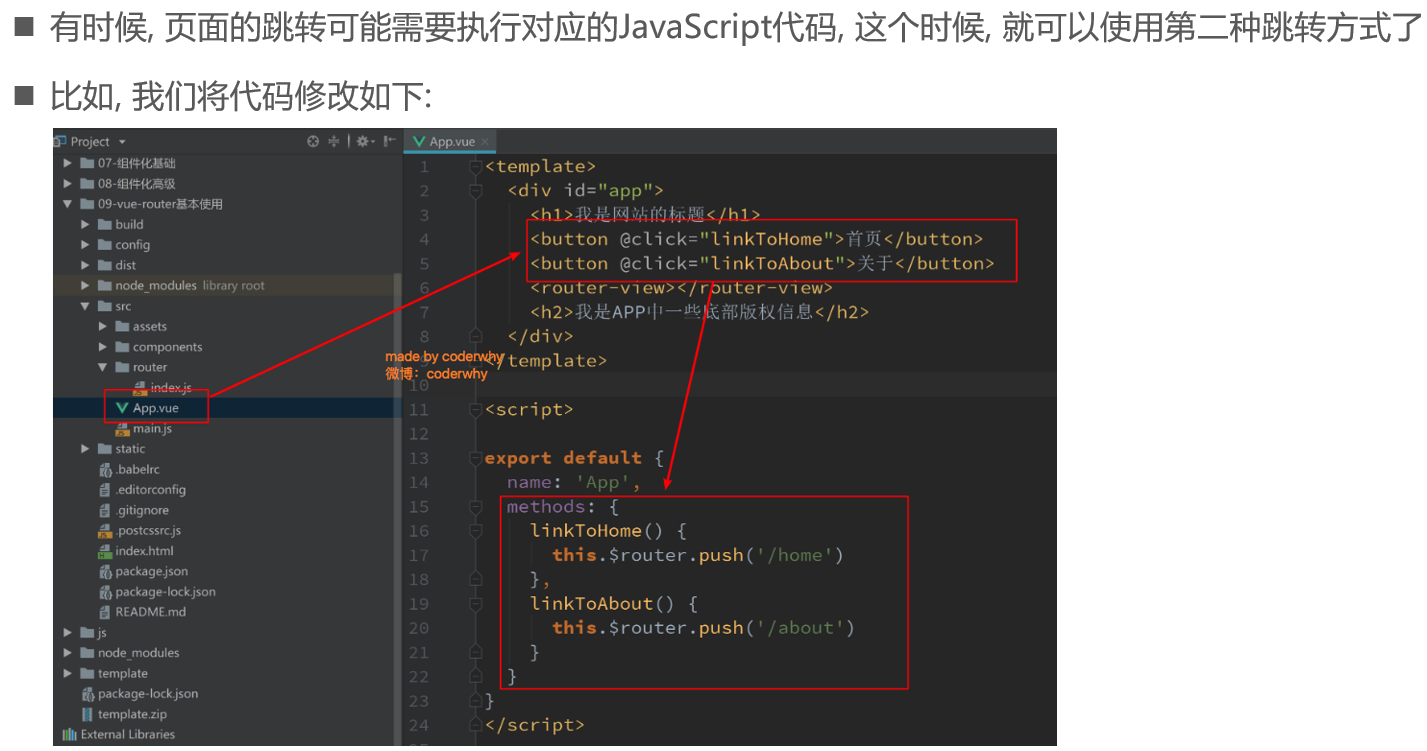 ■ 有时候, 页面的跳转可能需要执行对应的JavaScript代码, 这个时候, 就可以使用第二种跳转方式了
■ 比如, 我们将代码修改如下:
Project
07-组件化基础
08-组件化高级
09-vue-router基本使用
build
config
dist
node_modules library root
src
assets
components
router
index.js
App.vue
main.js
static
.babelrc
.editorconfig
.gitignore
.postcssrc.js
index.html
package.json
package-lock.json
README.md
js
node_modules
template
package-lock.json
template.zip
External Libraries
App.vue
1 <template>
2 <div id="app">
3 <h1>我是网站的标题</h1>
4 <button @click="linkToHome">首页</button>
5 <button @click="linkToAbout">关于</button>
6 <router-view></router-view>
7 <h2>我是APP中一些底部版权信息</h2>
8 </div>
9 </template>
10
11 <script>
12
13 export default {
14 name: 'App',
15 methods: {
16 linkToHome() {
17 this.$router.push('/home')
18 },
19 linkToAbout() {
20 this.$router.push('/about')
21 }
22 }
23 }
24 </script>
made by coderwhy
微博：coderwhy